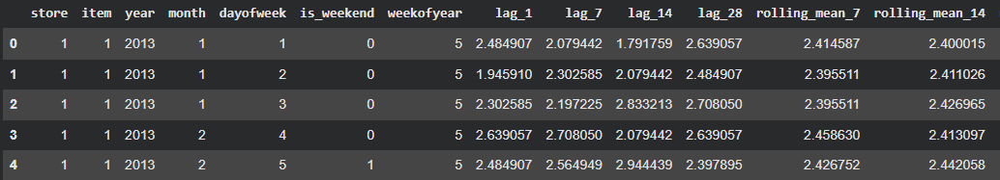 store item year month dayofweek is_weekend weekofyear lag_1 lag_7 lag_14 lag_28 rolling_mean_7 rolling_mean_14
0 1 1 2013 1 1 0 5 2.484907 2.079442 1.791759 2.639057 2.414587 2.400015
1 1 1 2013 1 2 0 5 1.945910 2.302585 2.079442 2.484907 2.395511 2.411026
2 1 1 2013 1 3 0 5 2.302585 2.197225 2.833213 2.708050 2.395511 2.426965
3 1 1 2013 2 4 0 5 2.639057 2.708050 2.079442 2.639057 2.458630 2.413097
4 1 1 2013 2 5 1 5 2.484907 2.564949 2.944439 2.397895 2.426752 2.442058